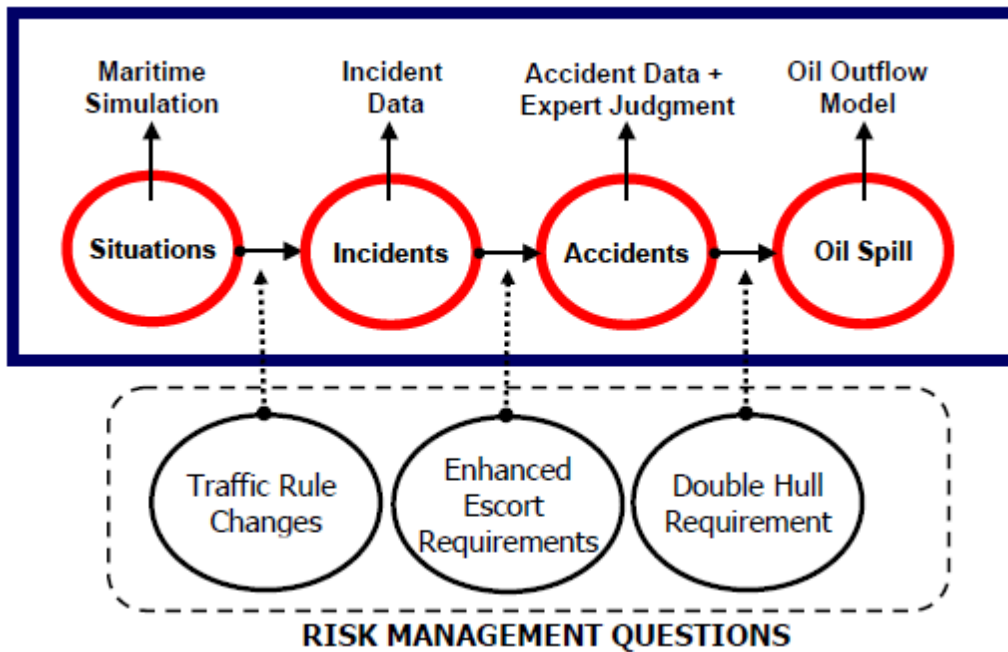 Maritime
Simulation
Incident
Data
Accident Data +
Expert Judgment
Oil Outflow
Model
Situations
Incidents
Accidents
Oil Spill
Traffic Rule
Changes
Enhanced
Escort
Requirements
Double Hull
Requirement
RISK MANAGEMENT QUESTIONS